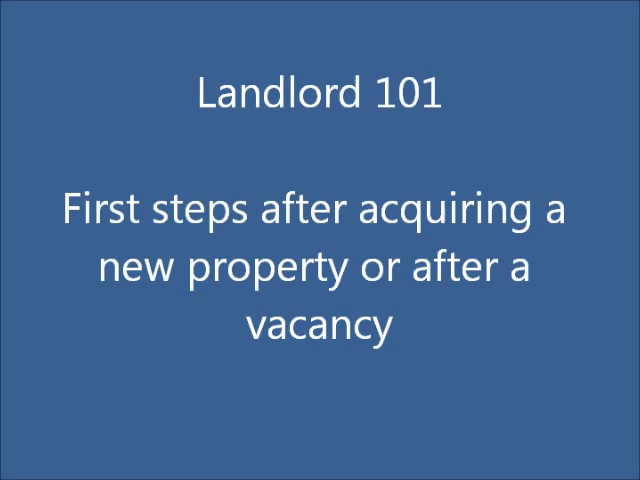 Landlord 101
First steps after acquiring a
new property or after a
vacancy